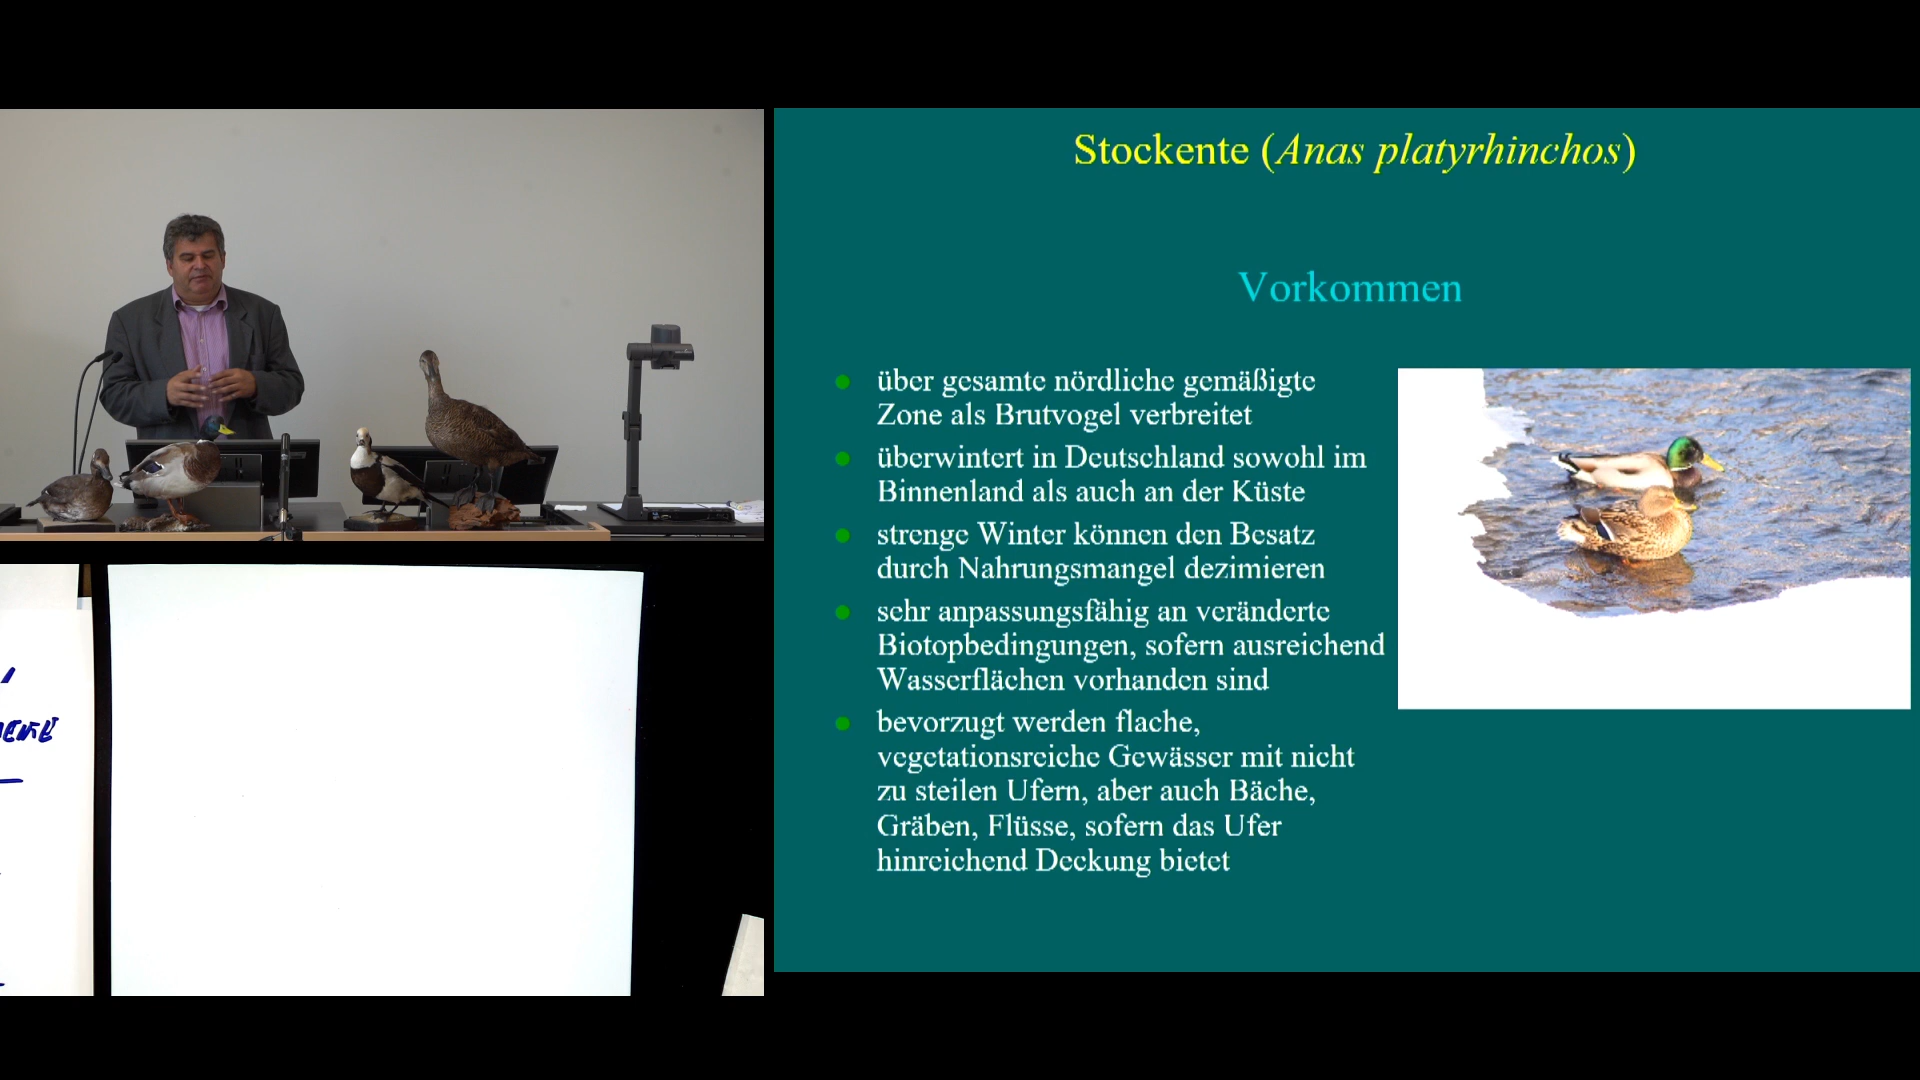 Stockente (Anas platyrhinchos)
Vorkommen
über gesamte nördliche gemäßigte
Zone als Brutvogel verbreitet
überwintert in Deutschland sowohl im
Binnenland als auch an der Küste
strenge Winter können den Besatz
durch Nahrungsmangel dezimieren
sehr anpassungsfähig an veränderte
Biotopbedingungen, sofern ausreichend
Wasserflächen vorhanden sind
bevorzugt werden flache,
vegetationsreiche Gewässer mit nicht
zu steilen Ufern, aber auch Bäche,
Gräben, Flüsse, sofern das Ufer
hinreichend Deckung bietet